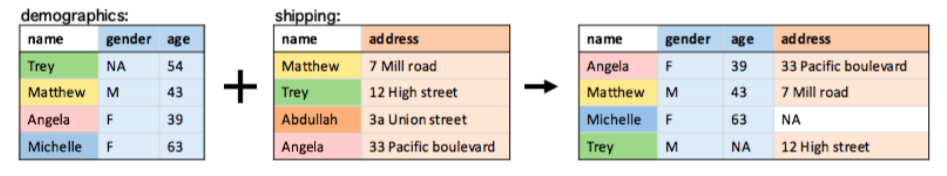 demographics: shipping:
name gender age name address name gender age address
Trey NA 54 Matthew 7 Mill road Angela F 39 33 Pacific boulevard
Matthew M 43 Trey 12 High street Matthew M 43 7 Mill road
Angela F 39 Abdullah 3a Union street Michelle F 63 NA
Michelle F 63 Angela 33 Pacific boulevard Trey M NA 12 High street